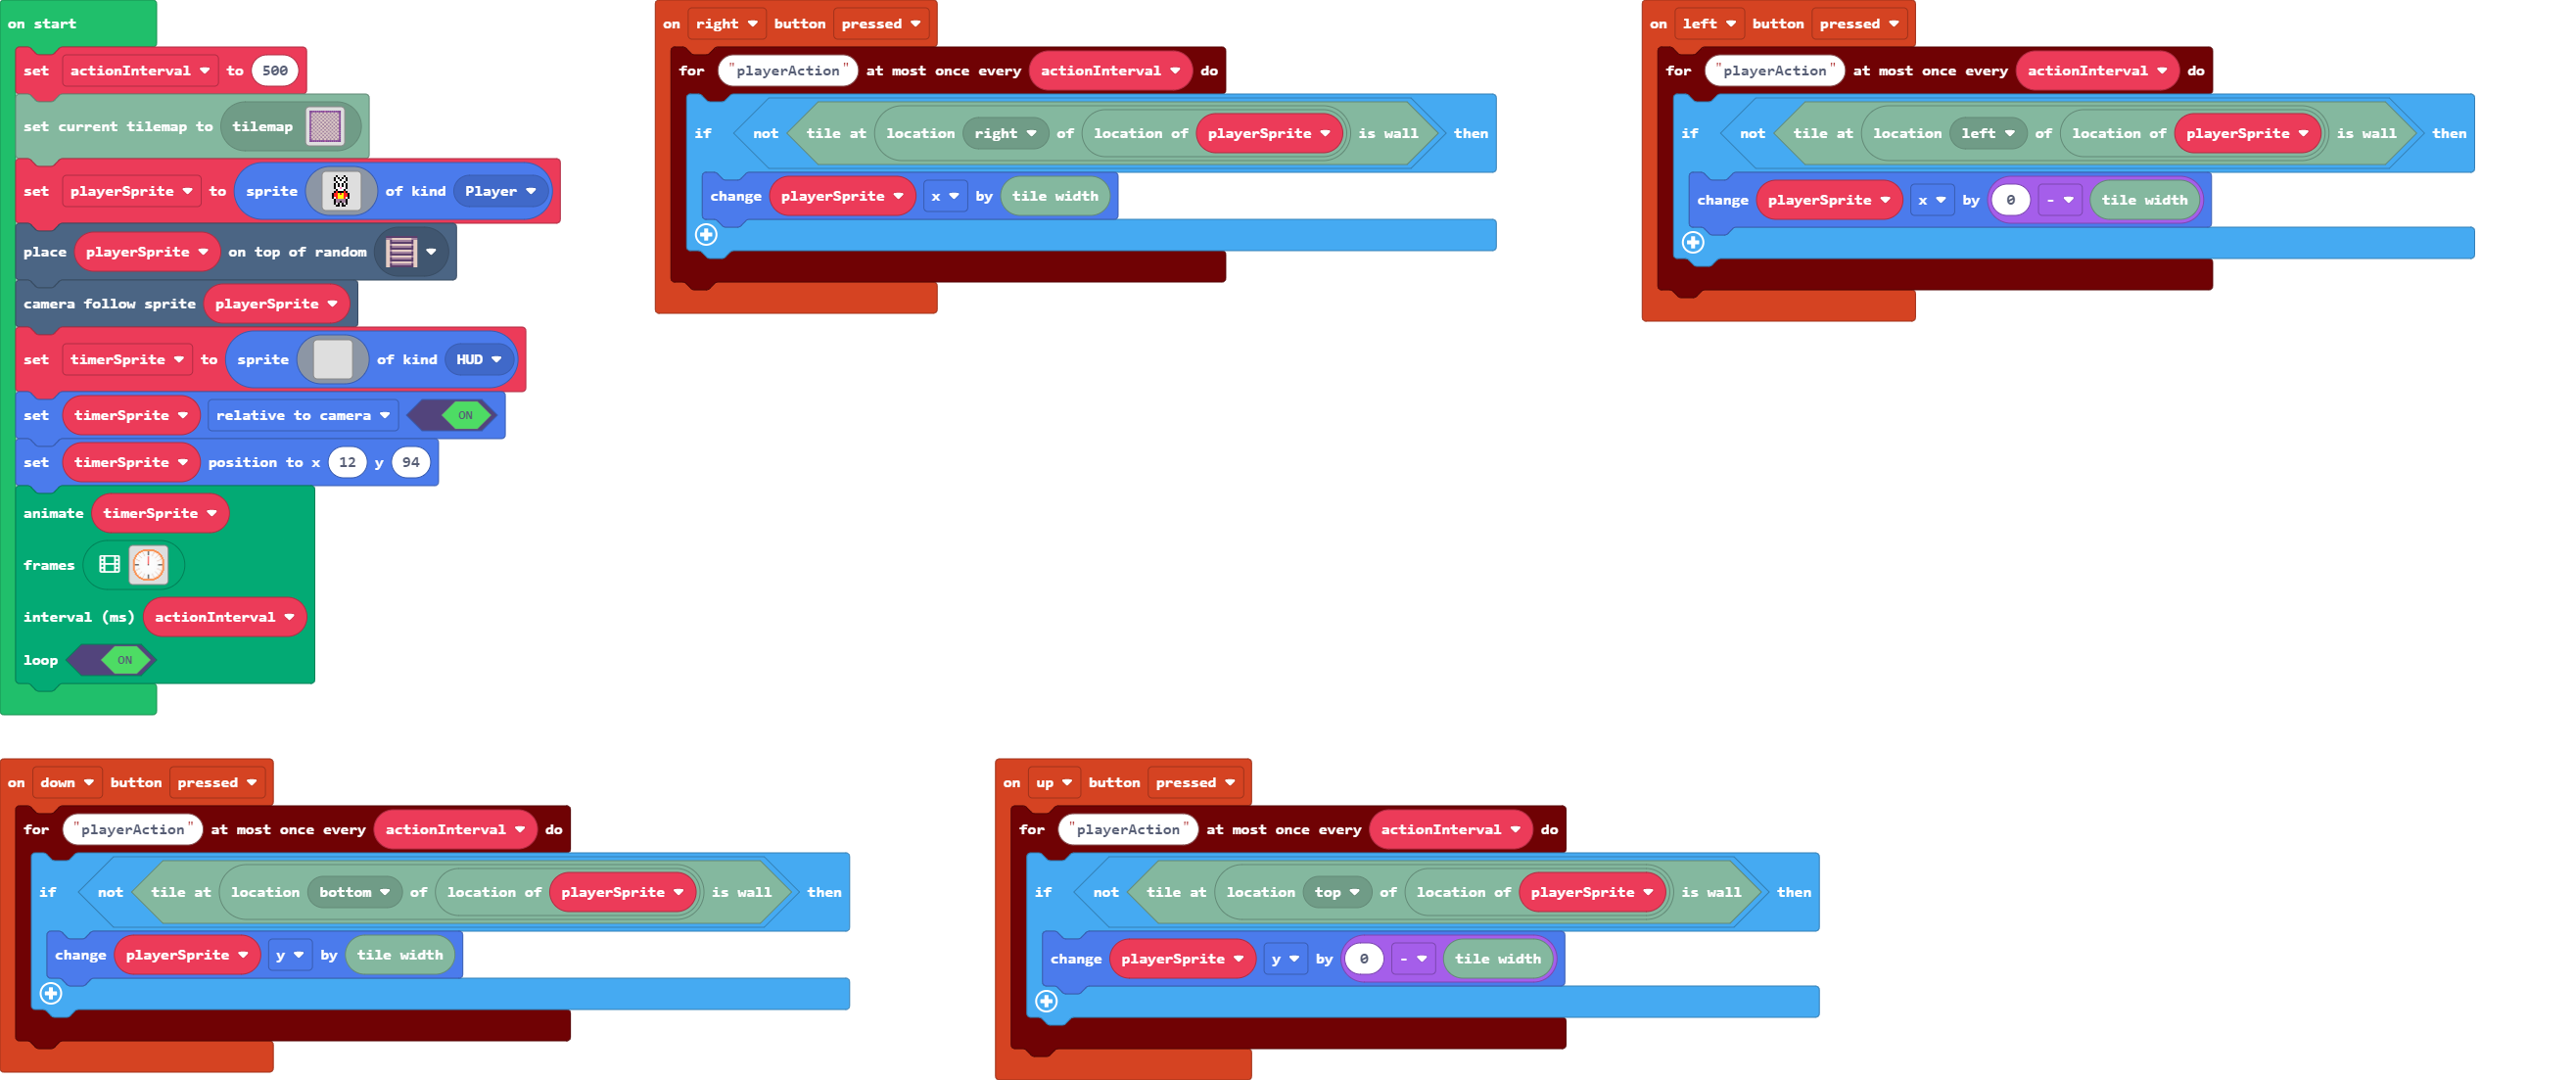 on start
set actionInterval to 500
set current tilemap to tilemap
set playerSprite to sprite of kind Player
place playerSprite on top of random
camera follow sprite playerSprite
set timerSprite to sprite of kind HUD
set timerSprite relative to camera ON
set timerSprite position to x 12 y 94
animate timerSprite
frames
interval (ms) actionInterval
loop ON
on right button pressed
for "playerAction" at most once every actionInterval do
if not tile at location right of location of playerSprite is wall then
change playerSprite x by tile width
on left button pressed
for "playerAction" at most once every actionInterval do
if not tile at location left of location of playerSprite is wall then
change playerSprite x by 0 - tile width
on down button pressed
for "playerAction" at most once every actionInterval do
if not tile at location bottom of location of playerSprite is wall then
change playerSprite y by tile width
on up button pressed
for "playerAction" at most once every actionInterval do
if not tile at location top of location of playerSprite is wall then
change playerSprite y by 0 - tile width